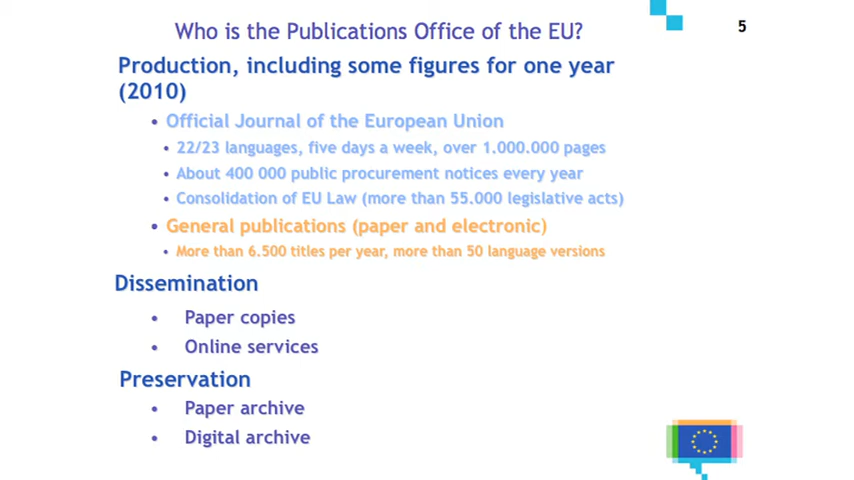 Who is the Publications Office of the EU?
5
Production, including some figures for one year
(2010)
• Official Journal of the European Union
• 22/23 languages, five days a week, over 1.000.000 pages
• About 400 000 public procurement notices every year
• Consolidation of EU Law (more than 55.000 legislative acts)
• General publications (paper and electronic)
• More than 6.500 titles per year, more than 50 language versions
Dissemination
• Paper copies
• Online services
Preservation
• Paper archive
• Digital archive